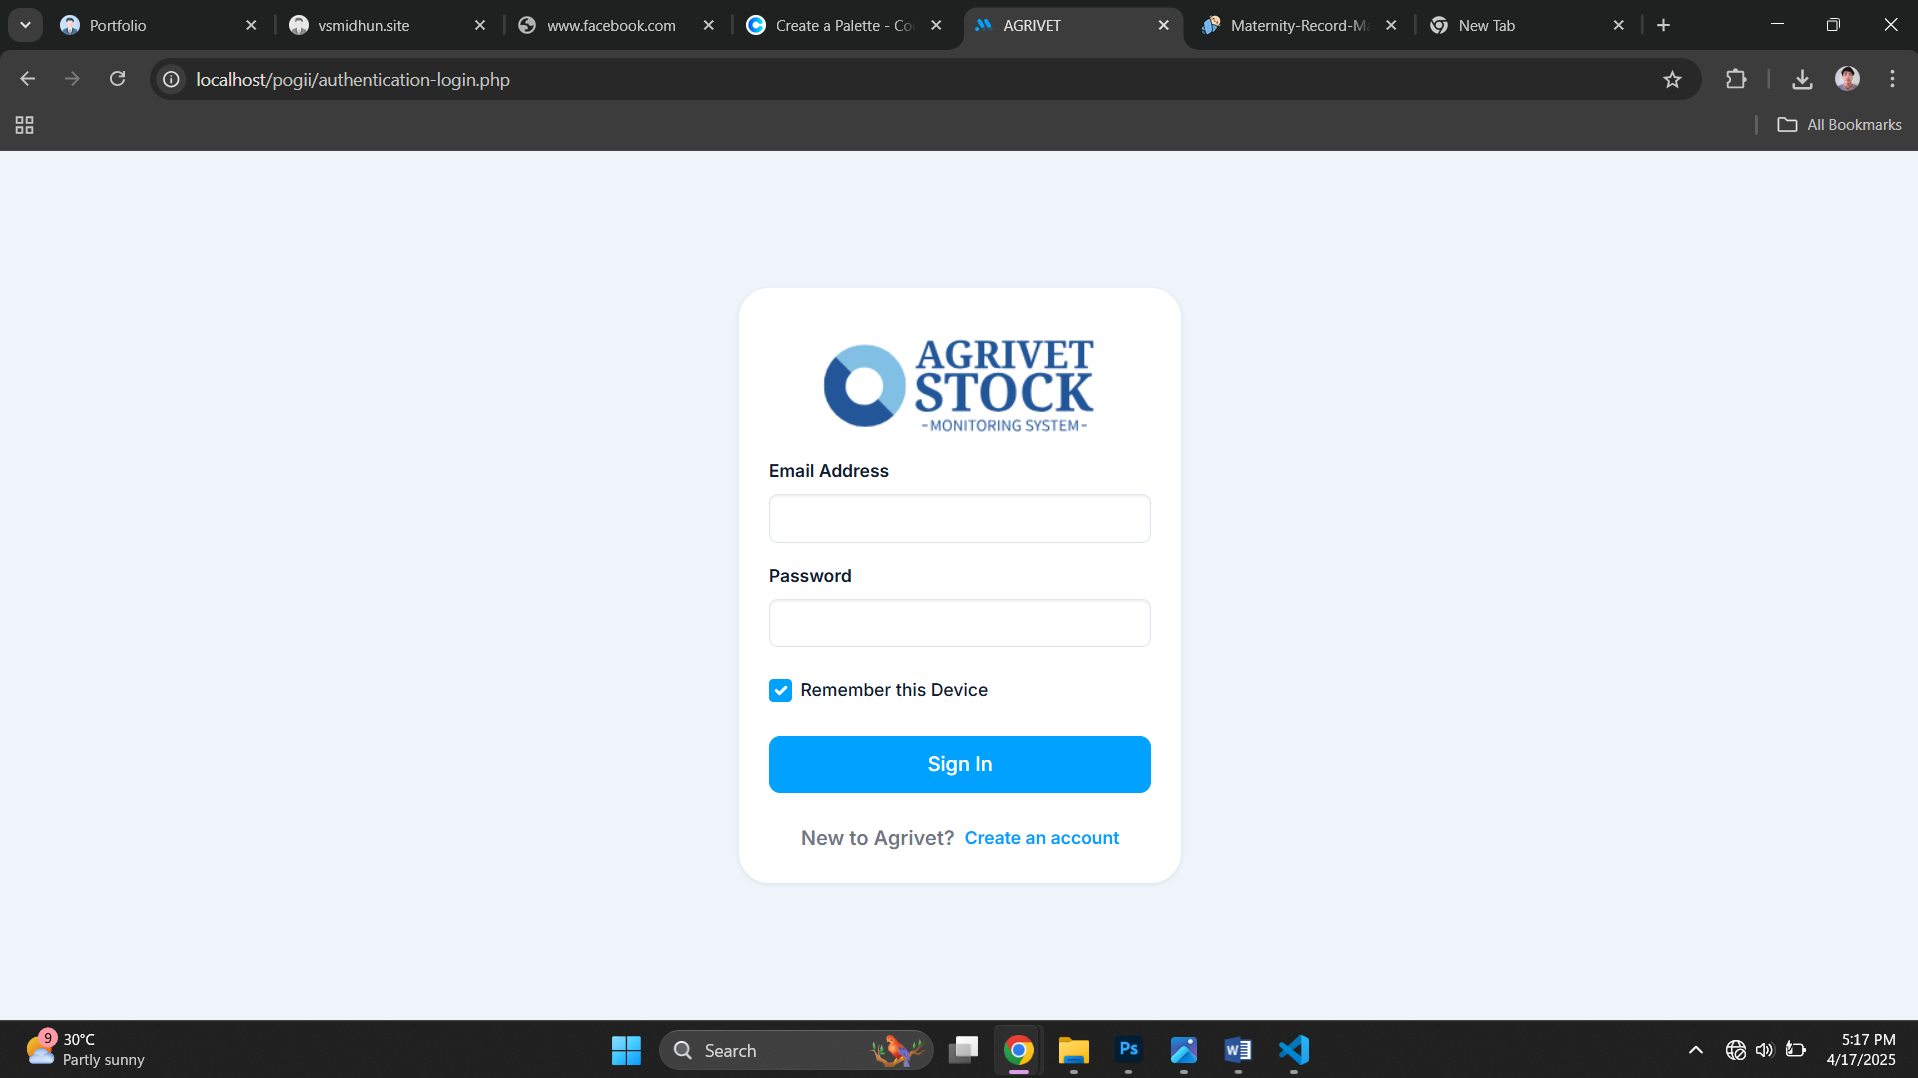 Portfolio
vsmidhun.site
www.facebook.com
Create a Palette - Co
AGRIVET
Maternity-Record-Ma
New Tab
localhost/pogii/authentication-login.php
All Bookmarks
AGRIVET
STOCK
-MONITORING SYSTEM-
Email Address
Password
Remember this Device
Sign In
New to Agrivet? Create an account
9
30°C
Partly sunny
Search
Ps
W
5:17 PM
4/17/2025